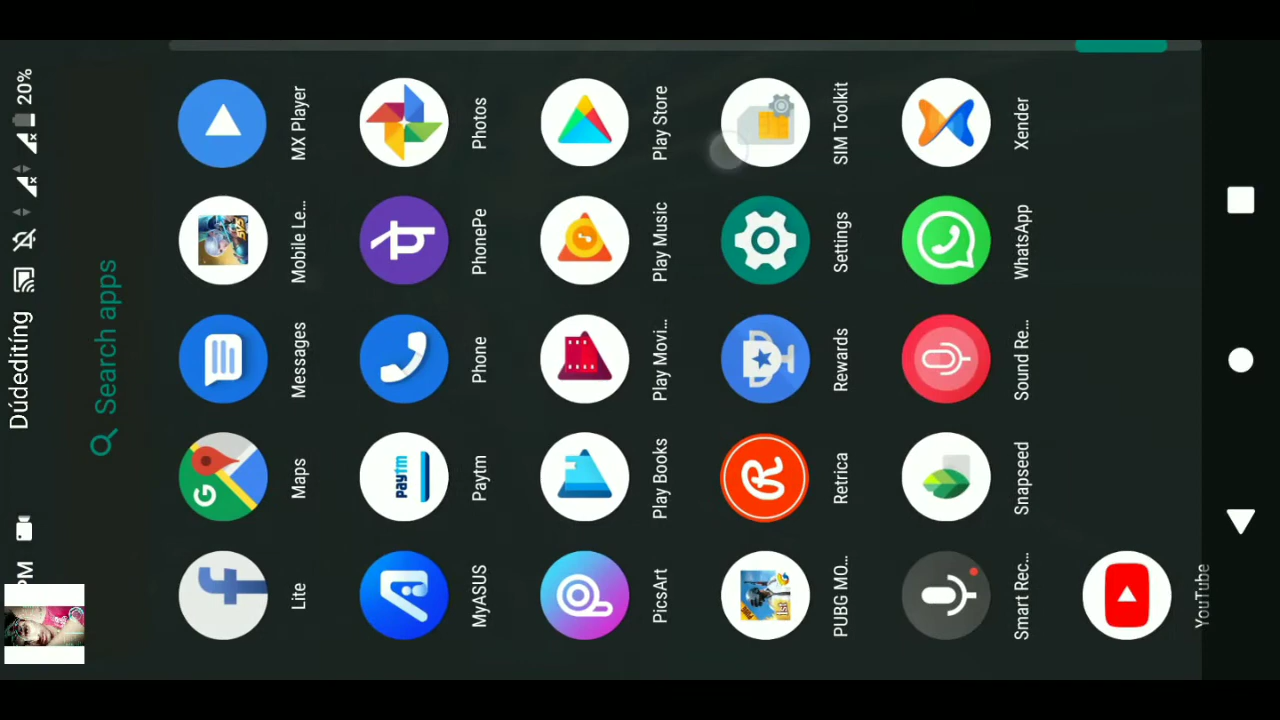 PM Dúdeditíng 20%
Search apps
Lite Maps Messages Mobile Le... MX Player
paytm
MyASUS Paytm Phone PhonePe Photos
PicsArt Play Books Play Movi... Play Music Play Store
PUBG MO... Retrica Rewards Settings SIM Toolkit
Smart Rec... Snapseed Sound Re... WhatsApp Xender
YouTube